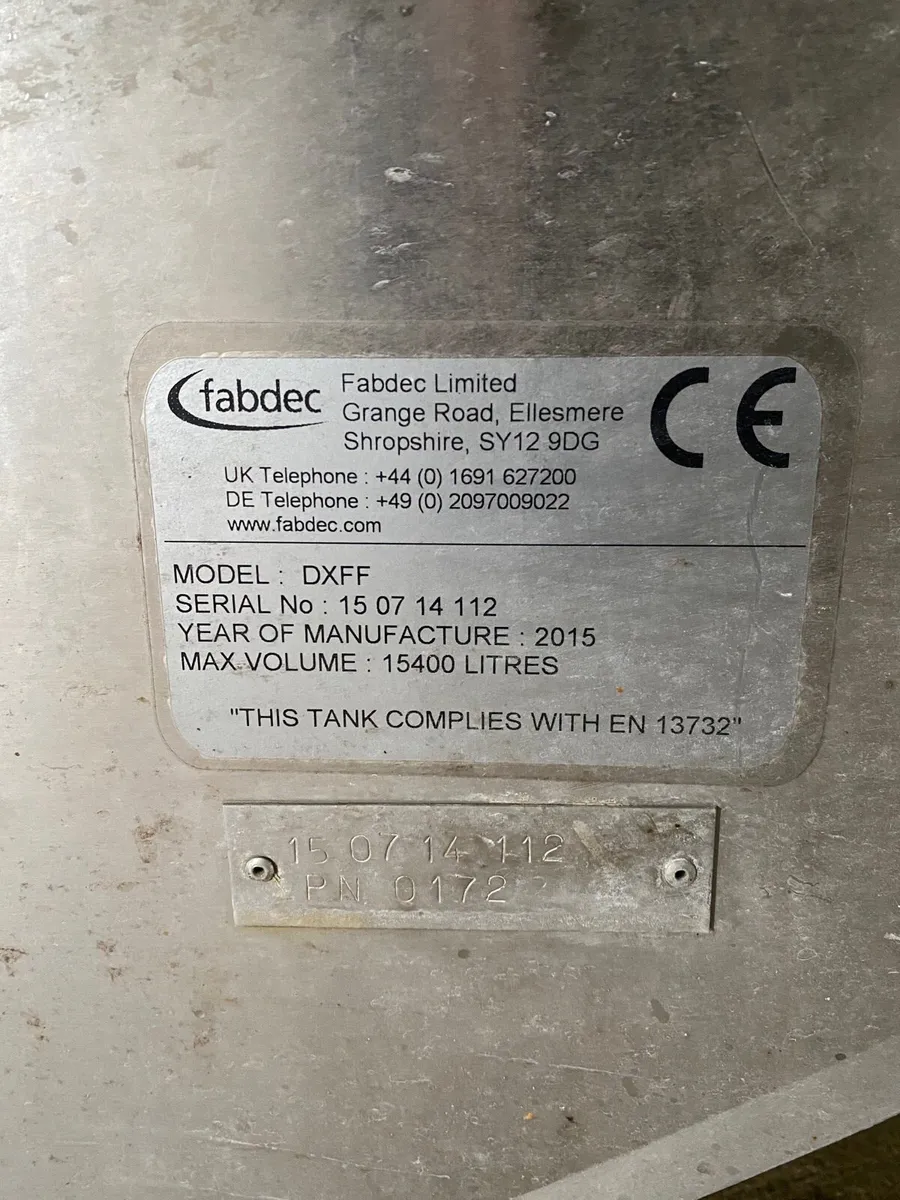 fabdec
Fabdec Limited
Grange Road, Ellesmere
Shropshire, SY12 9DG
CE
UK Telephone : +44 (0) 1691 627200
DE Telephone : +49 (0) 2097009022
www.fabdec.com
MODEL : DXFF
SERIAL No : 15 07 14 112
YEAR OF MANUFACTURE : 2015
MAX VOLUME : 15400 LITRES
"THIS TANK COMPLIES WITH EN 13732"
15 07 14 112
PN 0172